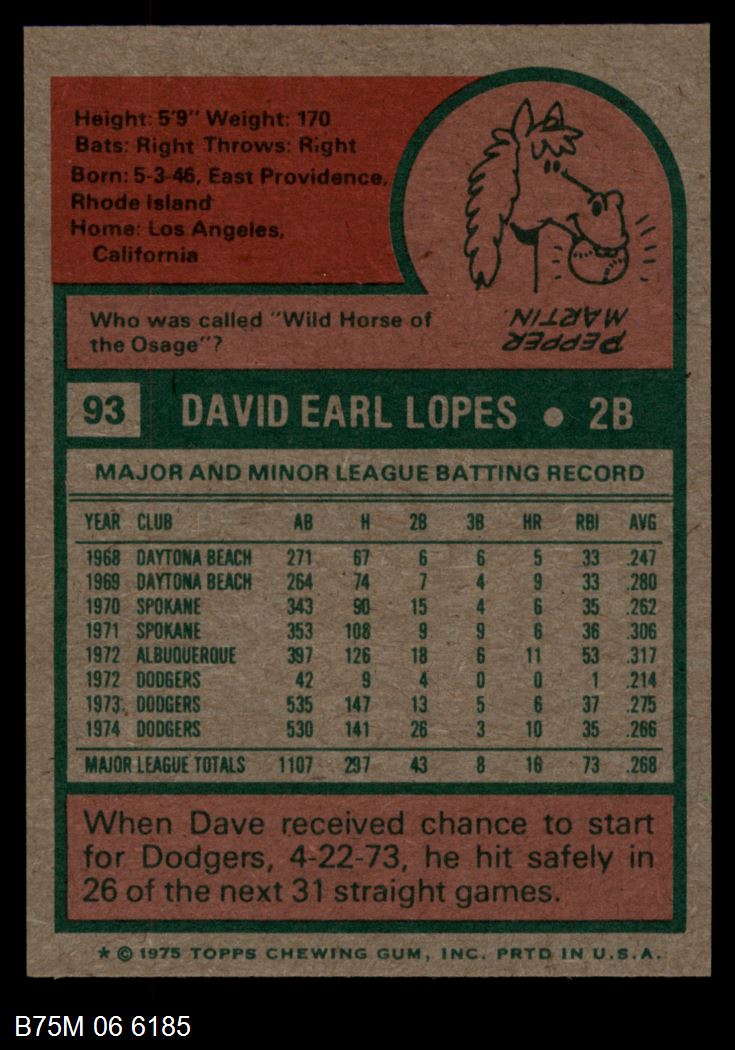 Height: 5'9" Weight: 170
Bats: Right Throws: Right
Born: 5-3-46, East Providence,
Rhode Island
Home: Los Angeles,
California
Who was called "Wild Horse of
the Osage"?
PEPPER
MARTIN.
93 DAVID EARL LOPES • 2B
MAJOR AND MINOR LEAGUE BATTING RECORD
YEAR CLUB AB H 2B 3B HR RBI AVG
1968 DAYTONA BEACH 271 67 6 6 5 33 .247
1969 DAYTONA BEACH 264 74 7 4 9 33 .280
1970 SPOKANE 343 90 15 4 6 35 .262
1971 SPOKANE 353 108 9 9 6 36 .306
1972 ALBUQUERQUE 397 126 18 6 11 53 .317
1972 DODGERS 42 9 4 0 0 1 .214
1973 DODGERS 535 147 13 5 6 37 .275
1974 DODGERS 530 141 26 3 10 35 .266
MAJOR LEAGUE TOTALS 1107 297 43 8 16 73 .268
When Dave received chance to start
for Dodgers, 4-22-73, he hit safely in
26 of the next 31 straight games.
* © 1975 TOPPS CHEWING GUM, INC. PRTD IN U.S.A.
B75M 06 6185